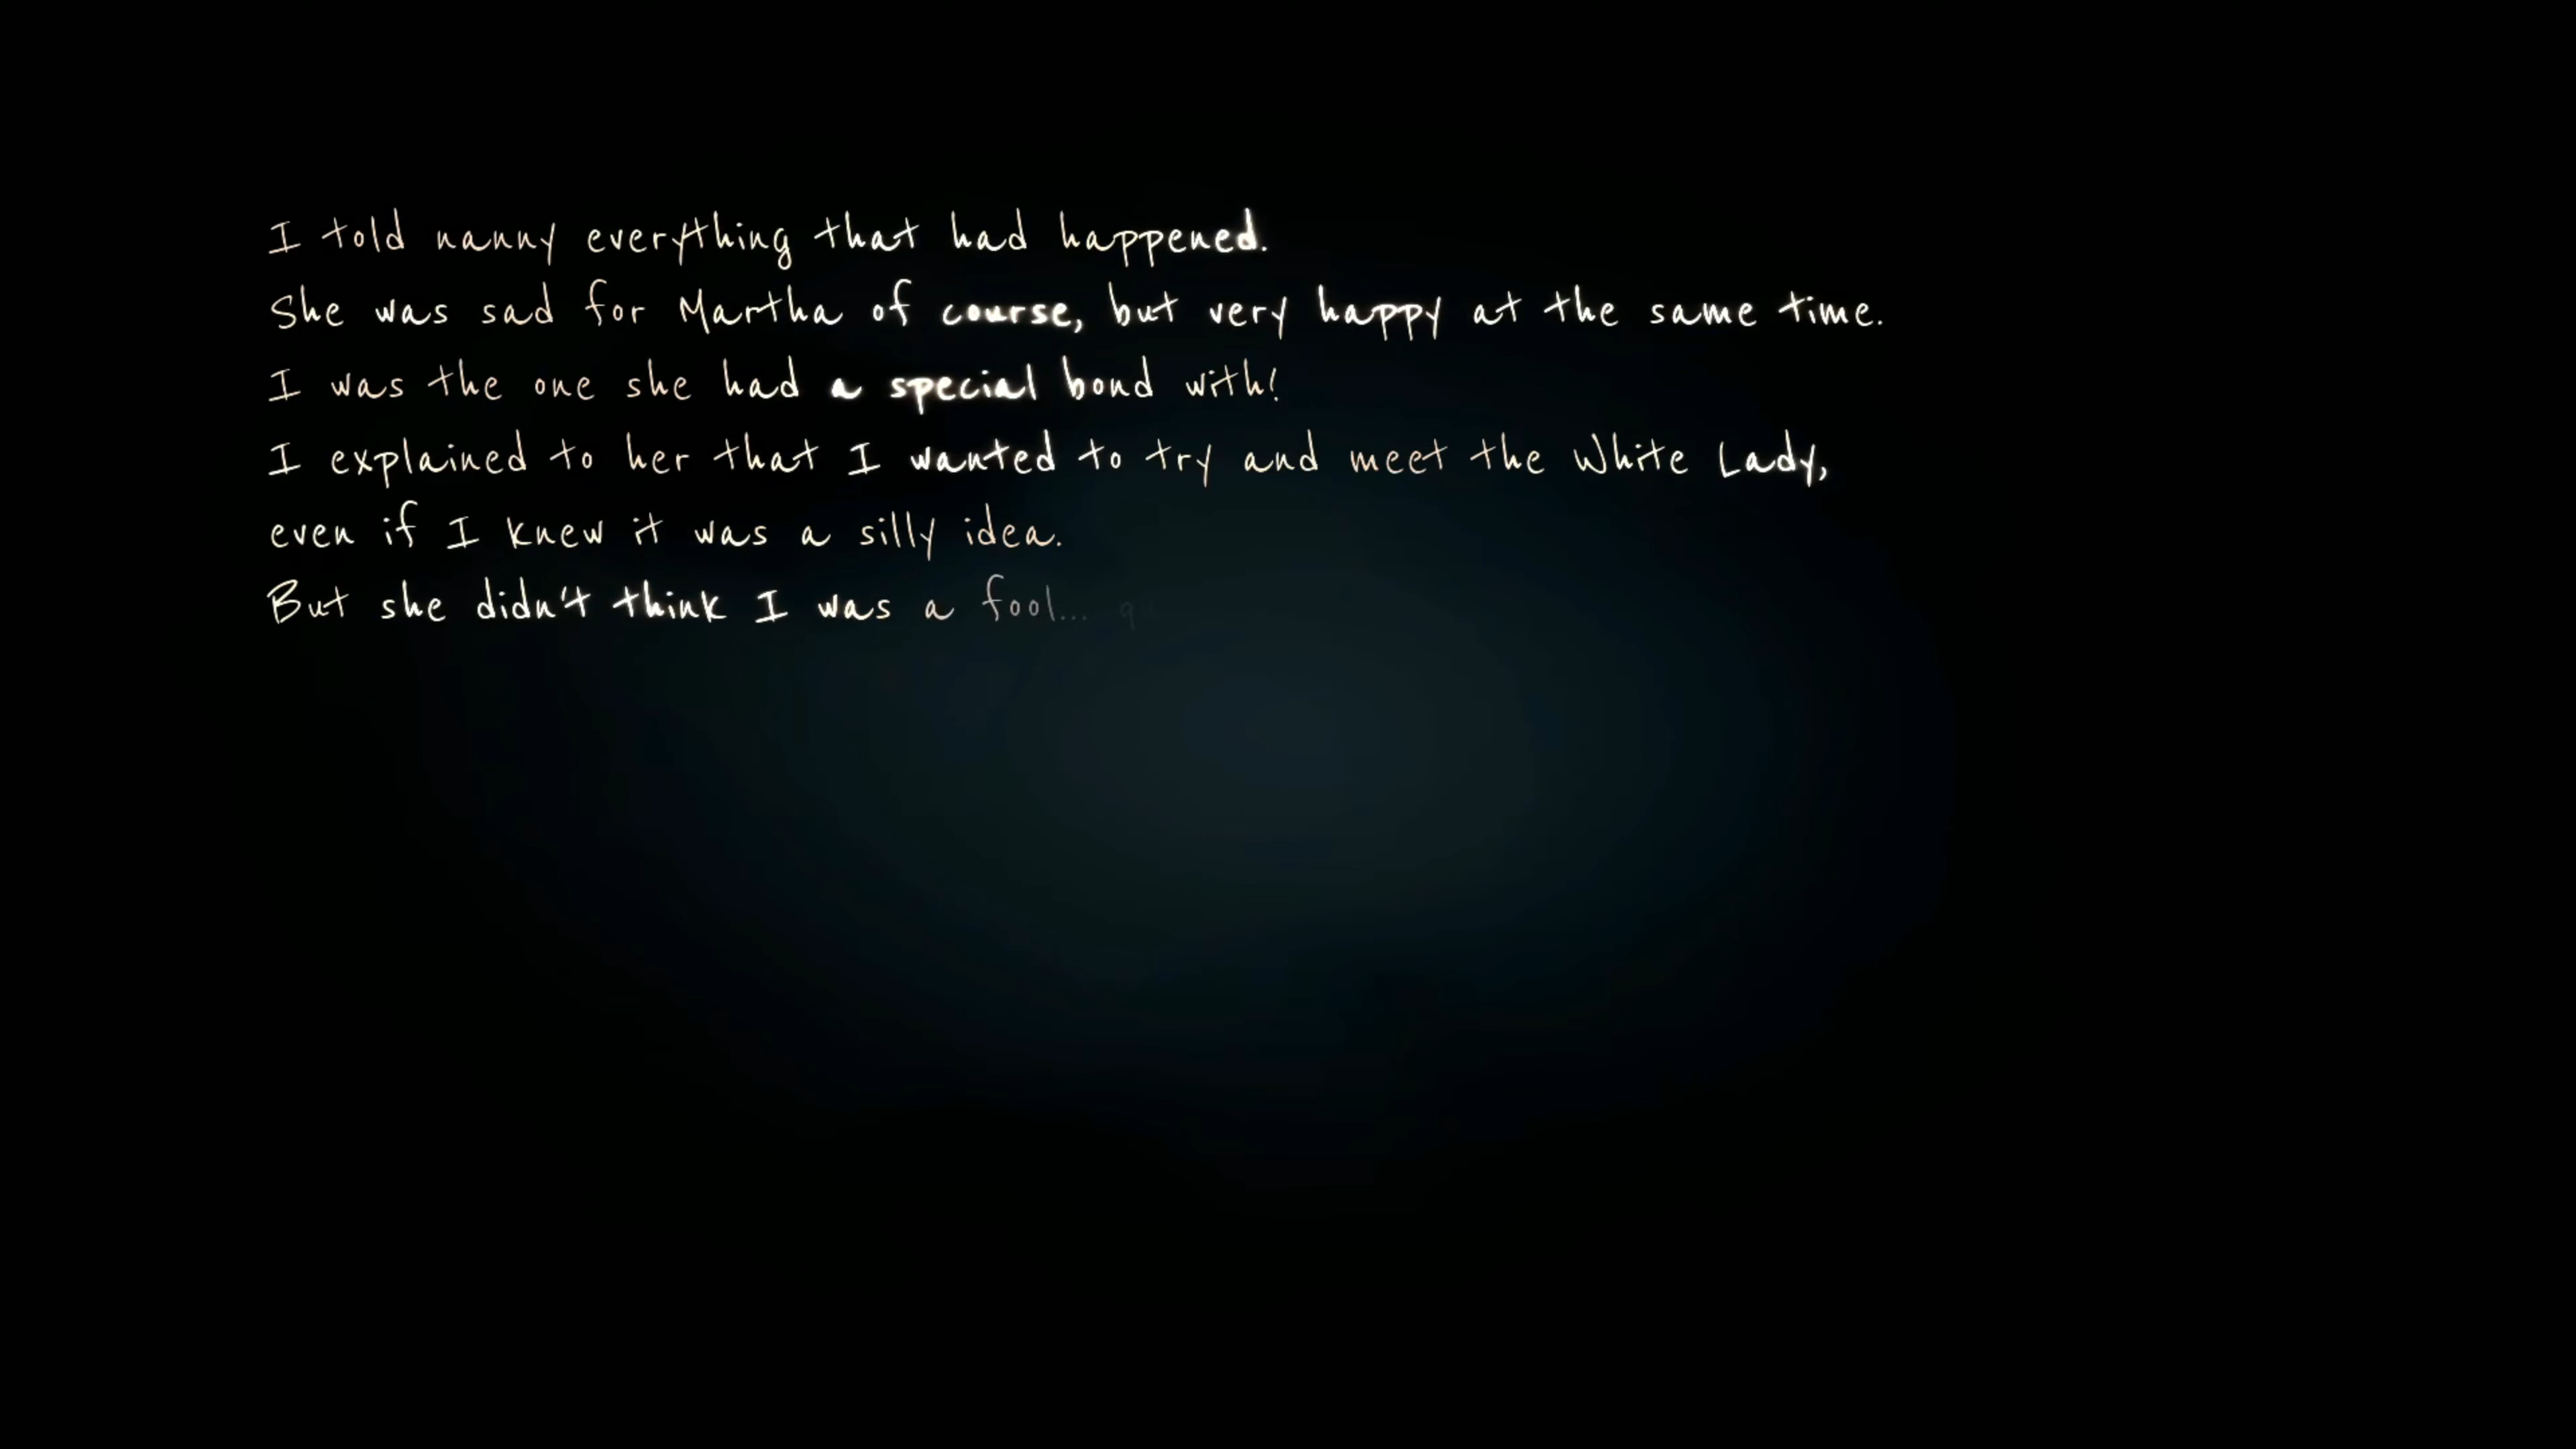 I told nanny everything that had happened.
She was sad for Martha of course, but very happy at the same time.
I was the one she had a special bond with!
I explained to her that I wanted to try and meet the White Lady,
even if I knew it was a silly idea.
But she didn't think I was a fool...